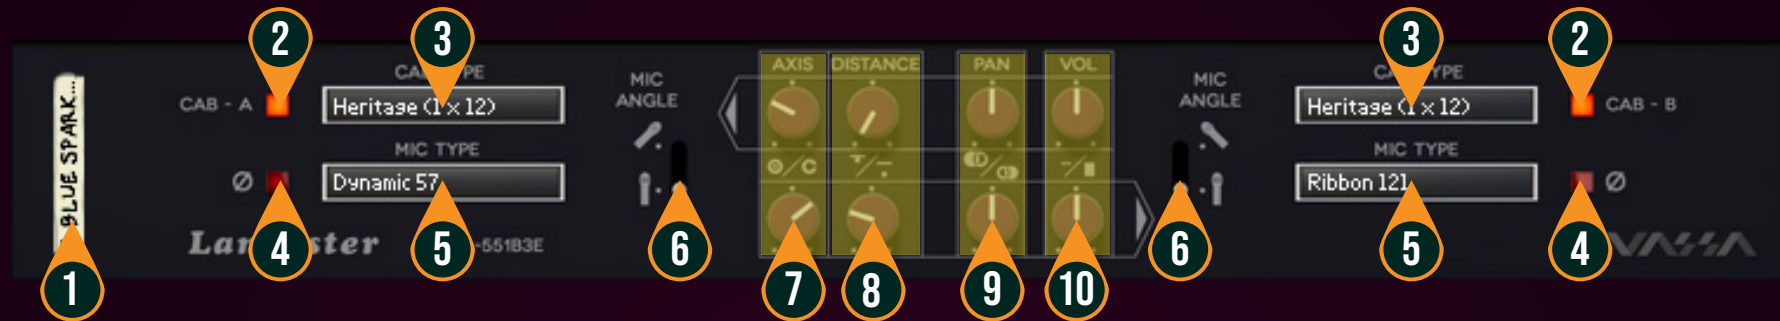 2
3
3
2
AXIS
DISTANCE
PAN
VOL
MIC
ANGLE
MIC
ANGLE
CAB - A
Heritage (1 x 12)
Heritage (1 x 12)
CAB - B
BLUE SPARK...
MIC TYPE
MIC TYPE
Ø
Dynamic 57
Ribbon 121
Ø
-551B3E
VASSA
4
5
6
6
5
4
1
7
8
9
10